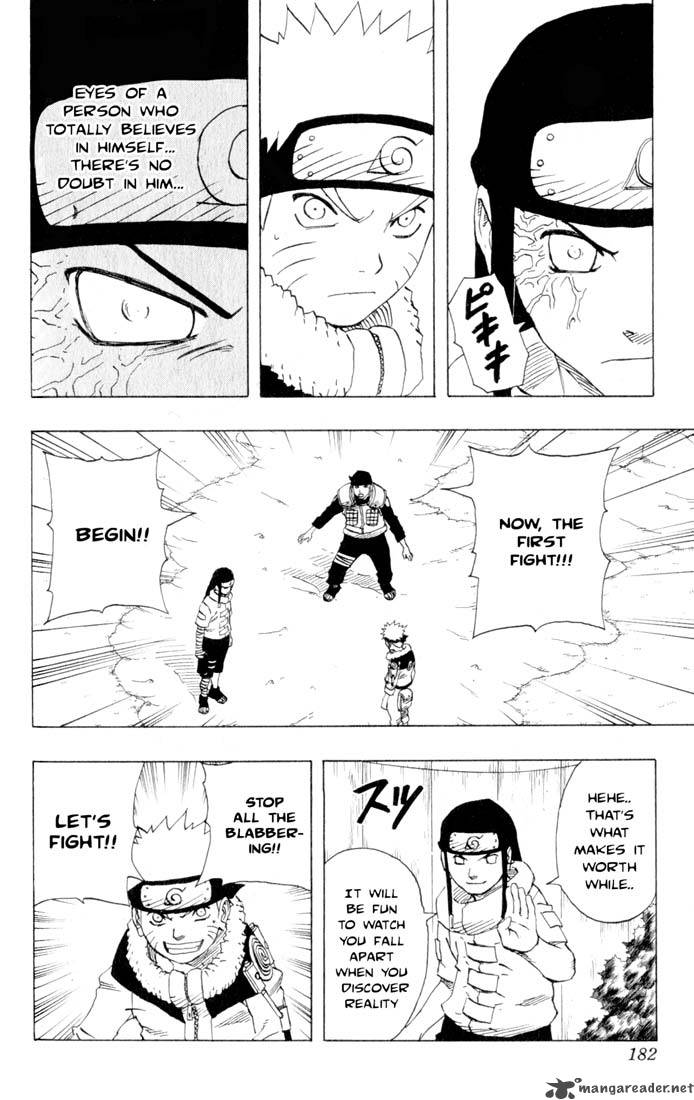 ピキキ
EYES OF A
PERSON WHO
TOTALLY BELIEVES
IN HIMSELF...
THERE'S NO
DOUBT IN HIM...
NOW, THE
FIRST
FIGHT!!!
BEGIN!!
HEHE..
THAT'S
WHAT
MAKES IT
WORTH
WHILE..
スッ
IT WILL
BE FUN
TO WATCH
YOU FALL
APART
WHEN YOU
DISCOVER
REALITY
STOP
ALL THE
BLABBER-
ING!!
LET'S
FIGHT!!
182
mangareader.net